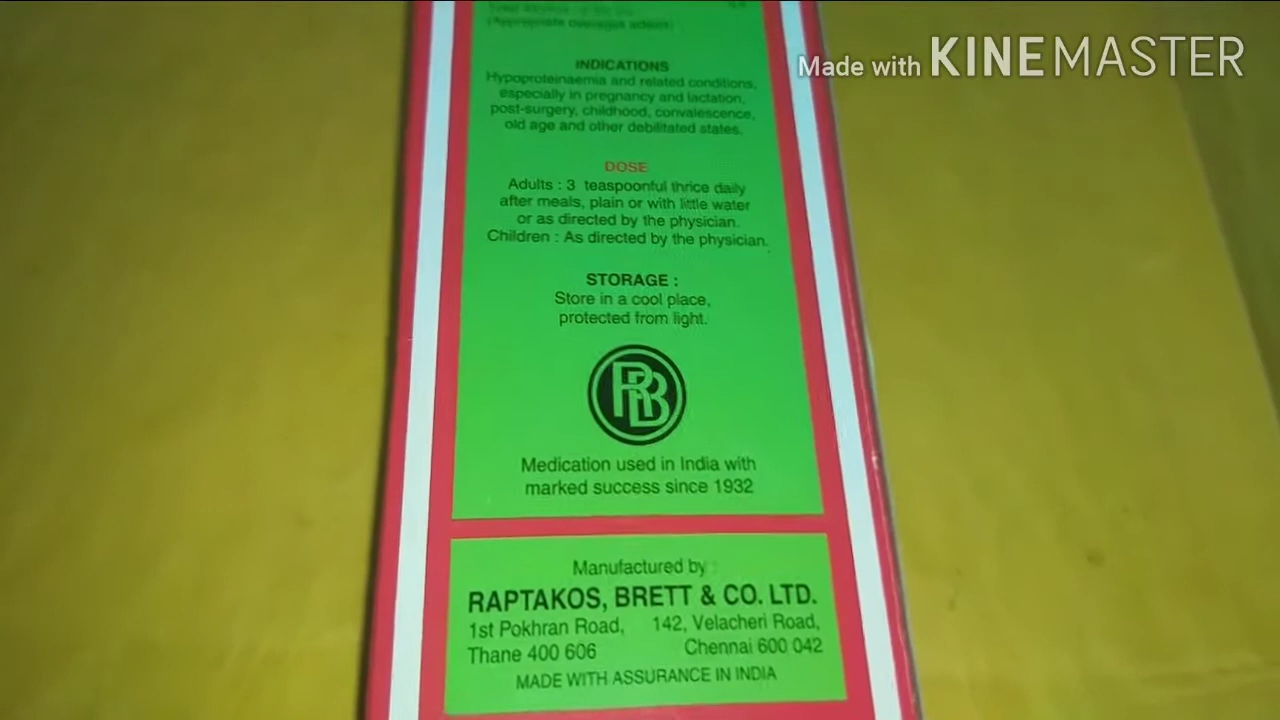 Made with KINEMASTER
(Appropriate overages added)
INDICATIONS
Hypoproteinaemia and related conditions,
especially in pregnancy and lactation,
post-surgery, childhood, convalescence,
old age and other debilitated states.
DOSE
Adults : 3 teaspoonful thrice daily
after meals, plain or with little water
or as directed by the physician.
Children : As directed by the physician.
STORAGE :
Store in a cool place,
protected from light.
RB
Medication used in India with
marked success since 1932
Manufactured by
RAPTAKOS, BRETT & CO. LTD.
1st Pokhran Road, 142, Velacheri Road,
Thane 400 606 Chennai 600 042
MADE WITH ASSURANCE IN INDIA